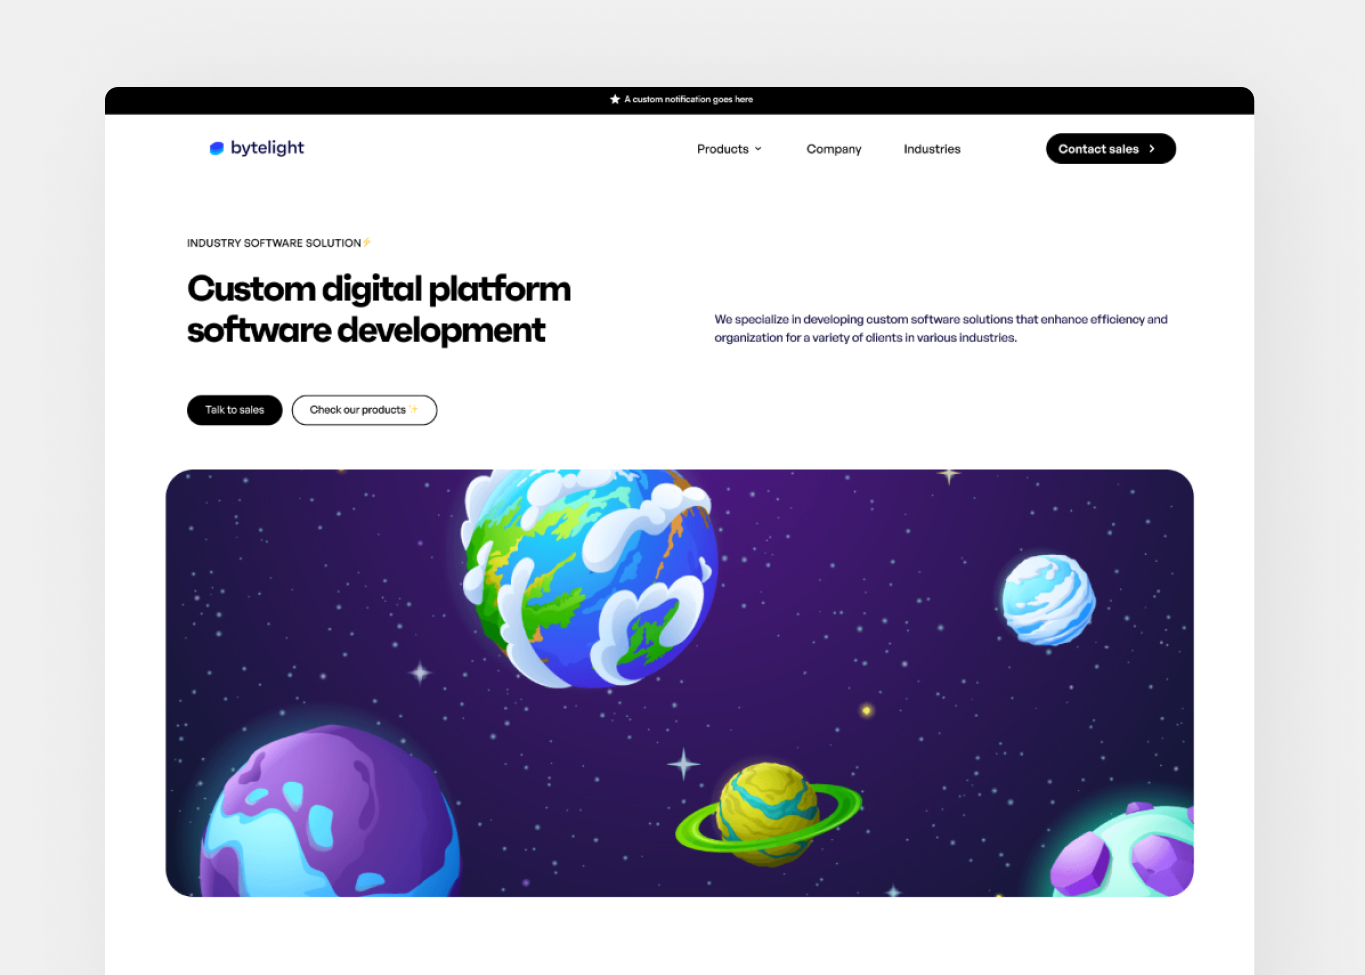 A custom notification goes here
bytelight
Products
Company
Industries
Contact sales
INDUSTRY SOFTWARE SOLUTION⚡
Custom digital platform
software development
We specialize in developing custom software solutions that enhance efficiency and
organization for a variety of clients in various industries.
Talk to sales
Check our products ✨